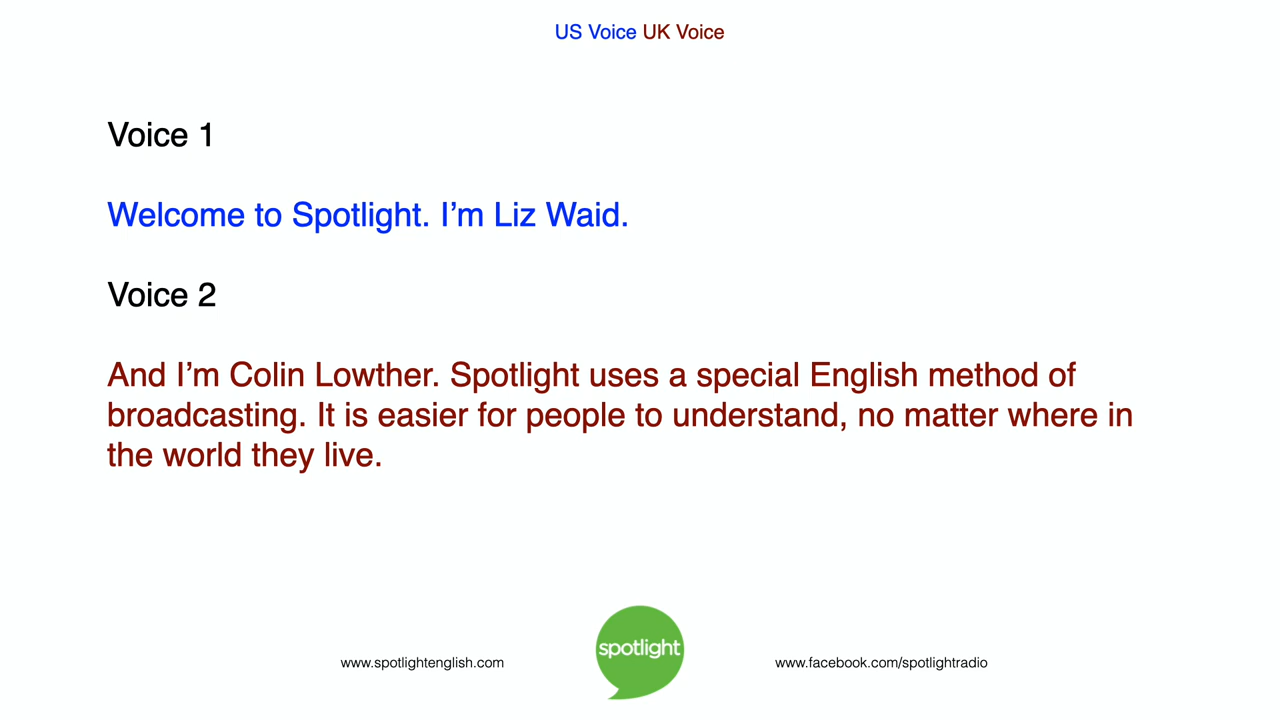 US Voice UK Voice
Voice 1
Welcome to Spotlight. I’m Liz Waid.
Voice 2
And I’m Colin Lowther. Spotlight uses a special English method of
broadcasting. It is easier for people to understand, no matter where in
the world they live.
www.spotlightenglish.com
spotlight
www.facebook.com/spotlightradio